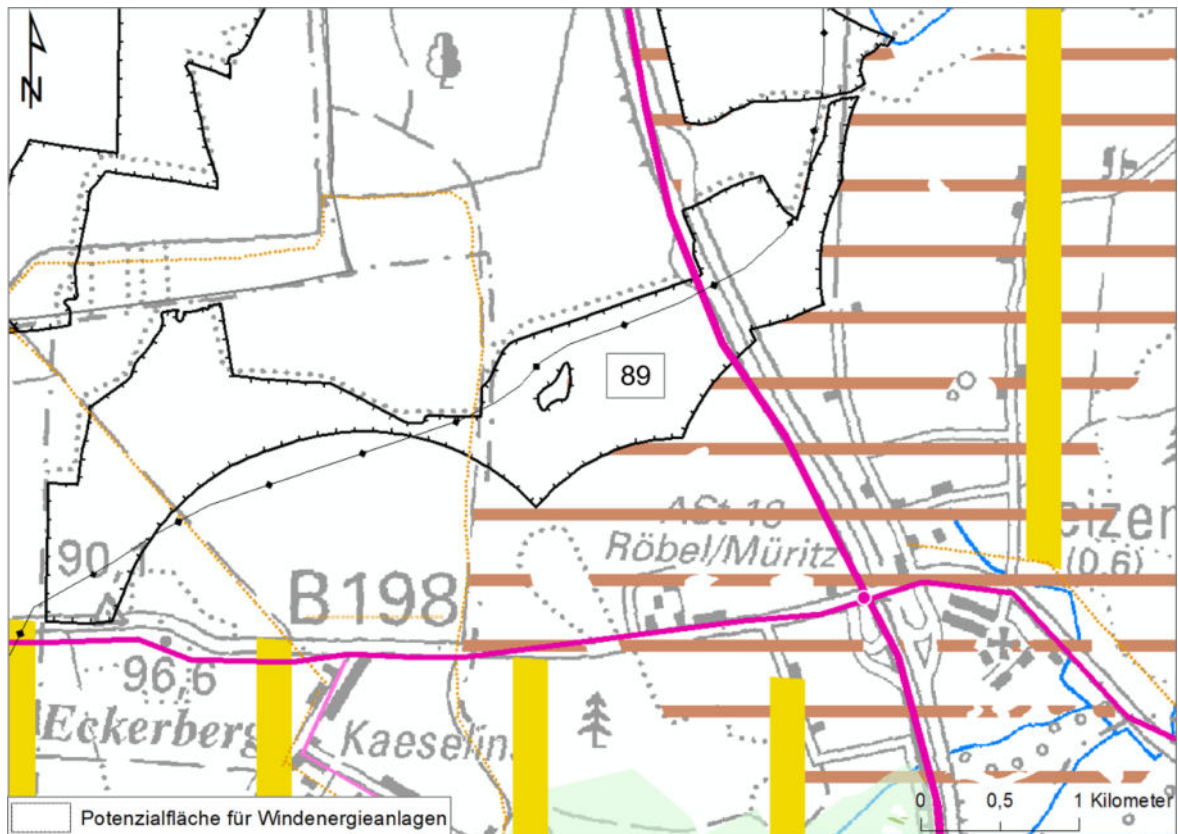 N
89
ASt 18
Röbel/Müritz
eizen
(0.6)
90,1
B198
96,6
Eckerberg
Kaeselin
0 0,5 1 Kilometer
Potenzialfläche für Windenergieanlagen